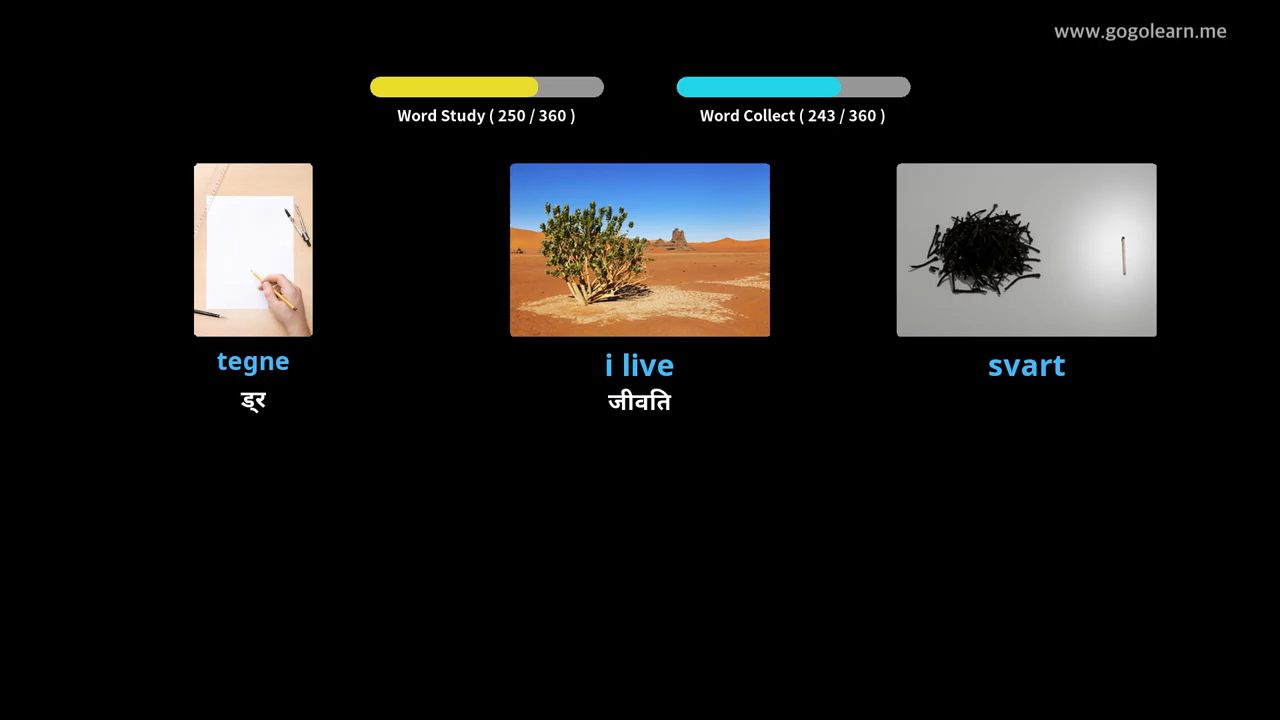 www.gogolearn.me
Word Study ( 250 / 360 )
Word Collect ( 243 / 360 )
tegne
i live
svart
ड्र
जीवति